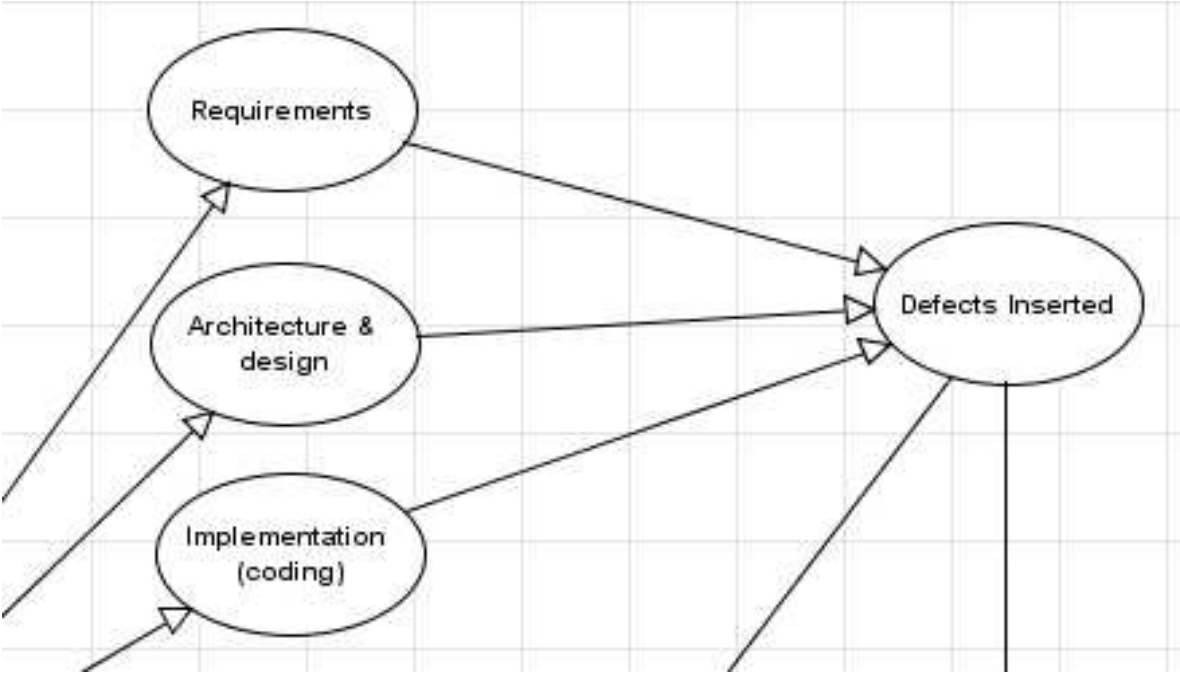 Requirements
Architecture &
design
Implementation
(coding)
Defects Inserted